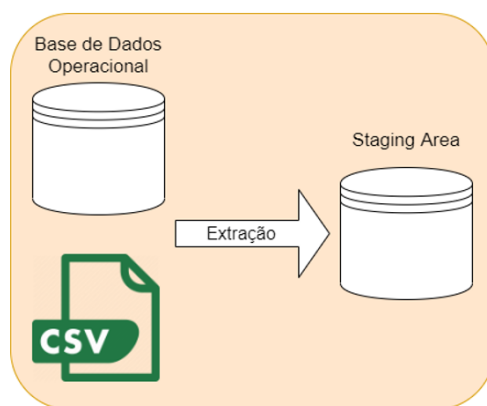 Base de Dados
Operacional
Staging Area
Extração
CSV